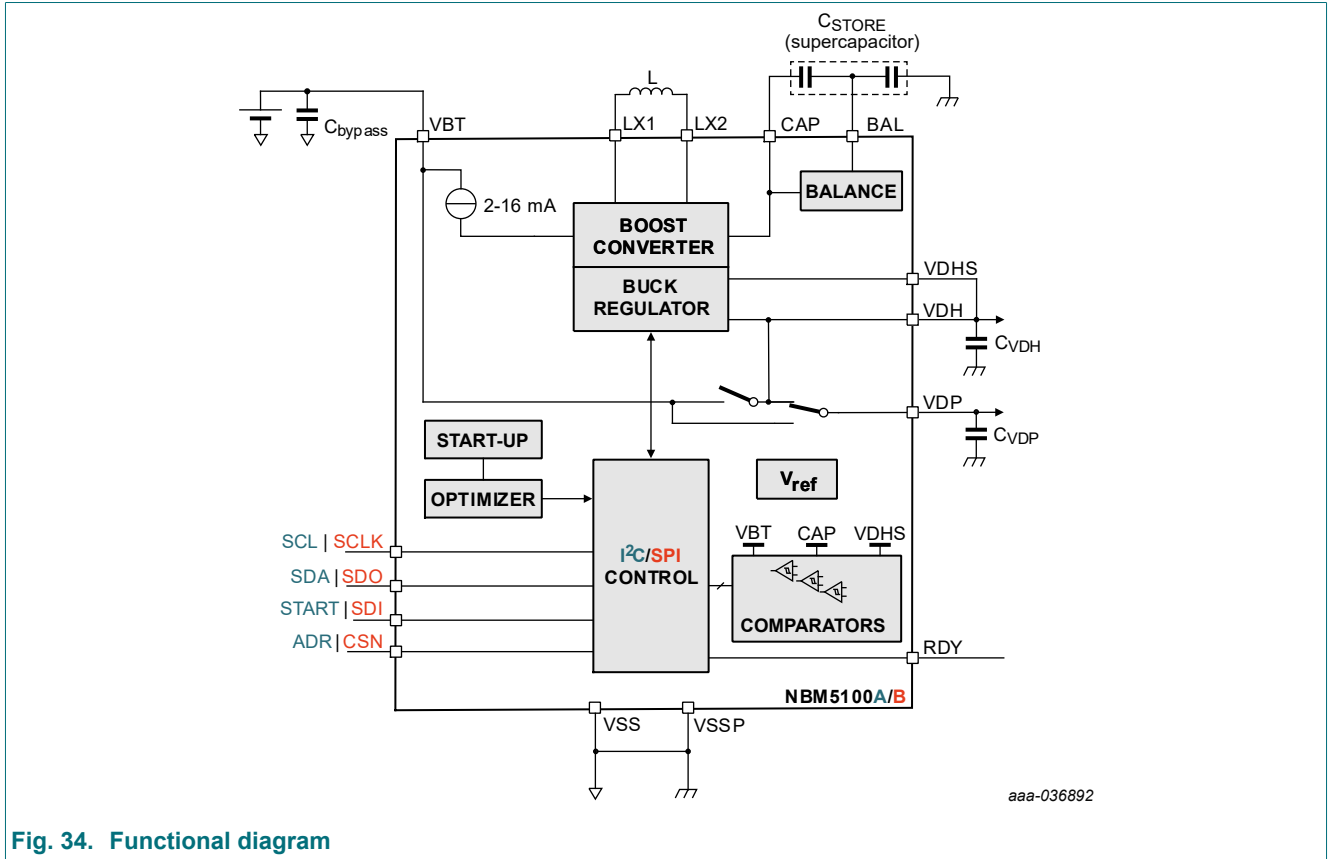 CSTORE
(supercapacitor)
L
Cbypass
VBT
LX1
LX2
CAP
BAL
2-16 mA
BALANCE
BOOST
CONVERTER
BUCK
REGULATOR
VDHS
VDH
CVDH
VDP
CVDP
START-UP
OPTIMIZER
Vref
SCL | SCLK
SDA | SDO
START | SDI
ADR | CSN
I2C/SPI
CONTROL
VBT
CAP
VDHS
COMPARATORS
RDY
NBM5100A/B
VSS
VSSP
aaa-036892
Fig. 34. Functional diagram